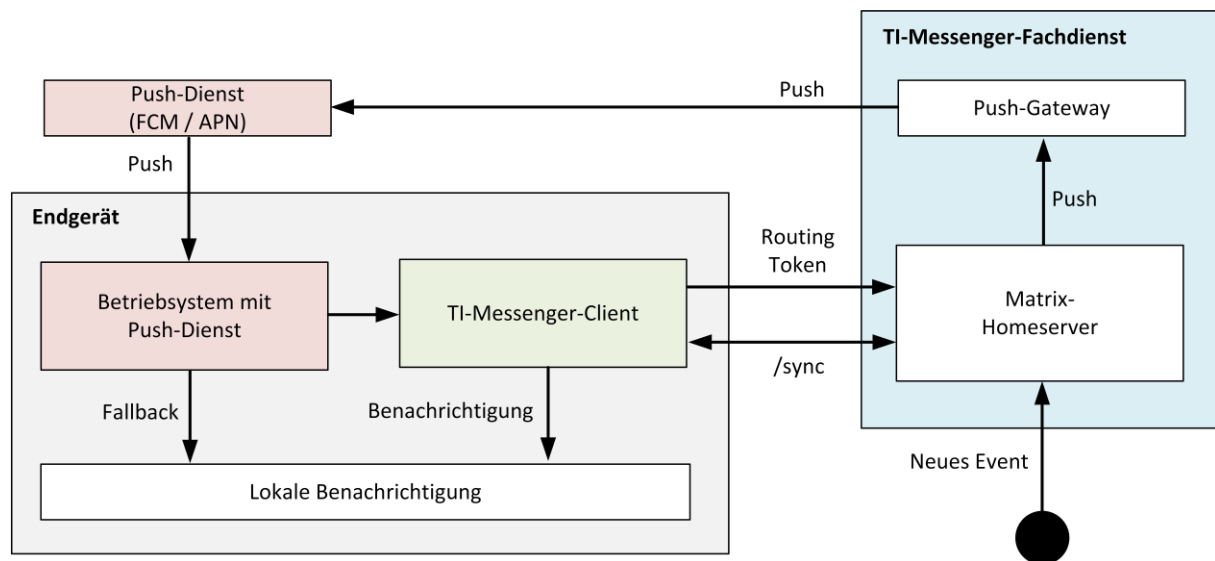 TI-Messenger-Fachdienst
Push-Dienst
(FCM / APN)
Push
Push-Gateway
Push
Push
Endgerät
Routing
Token
Betriebsystem mit
Push-Dienst
TI-Messenger-Client
Matrix-
Homeserver
/sync
Fallback
Benachrichtigung
Neues Event
Lokale Benachrichtigung